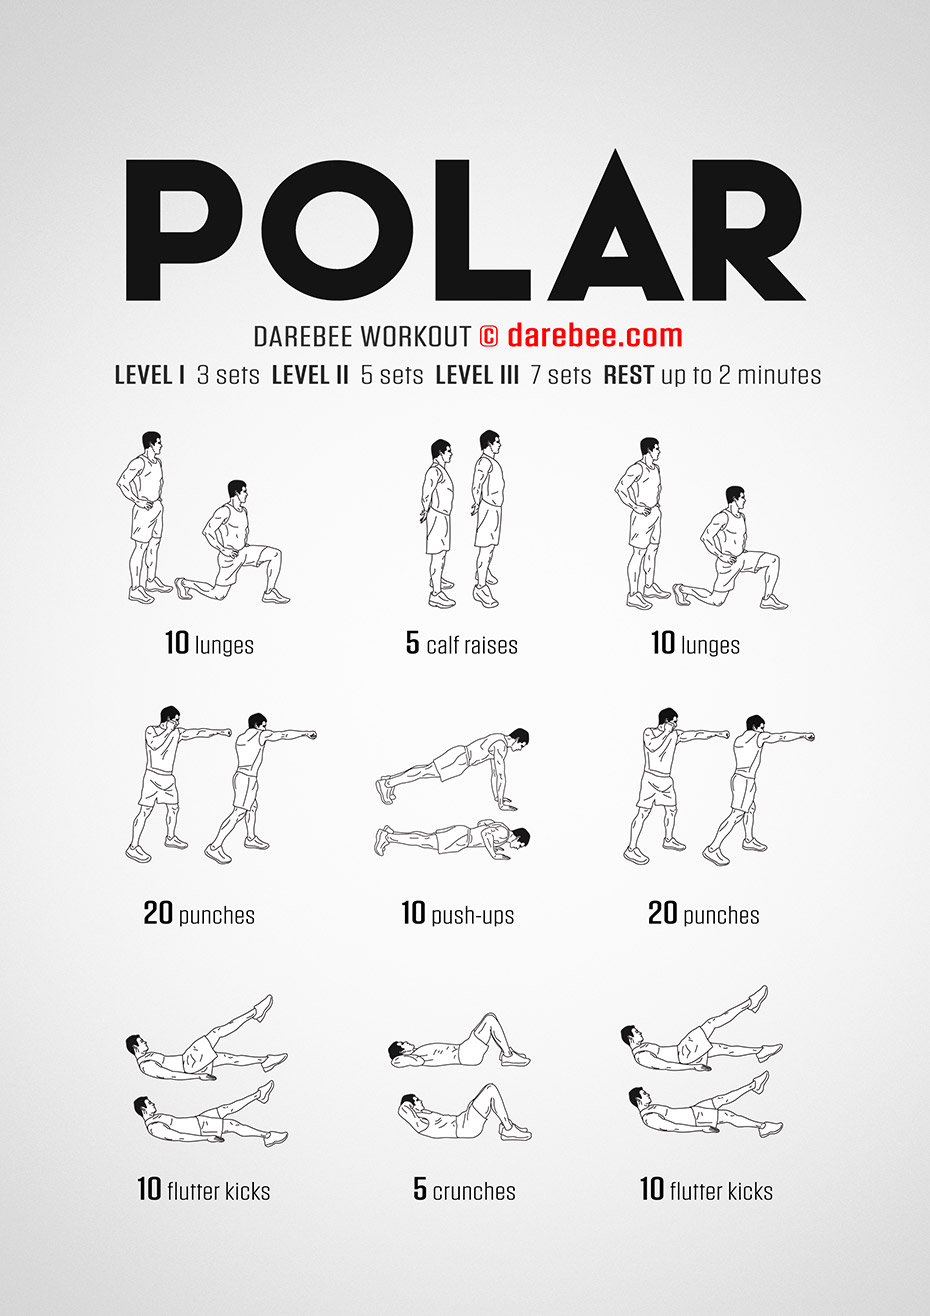 POLAR
DAREBEE WORKOUT © darebee.com
LEVEL I 3 sets LEVEL II 5 sets LEVEL III 7 sets REST up to 2 minutes
10 lunges
5 calf raises
10 lunges
20 punches
10 push-ups
20 punches
10 flutter kicks
5 crunches
10 flutter kicks